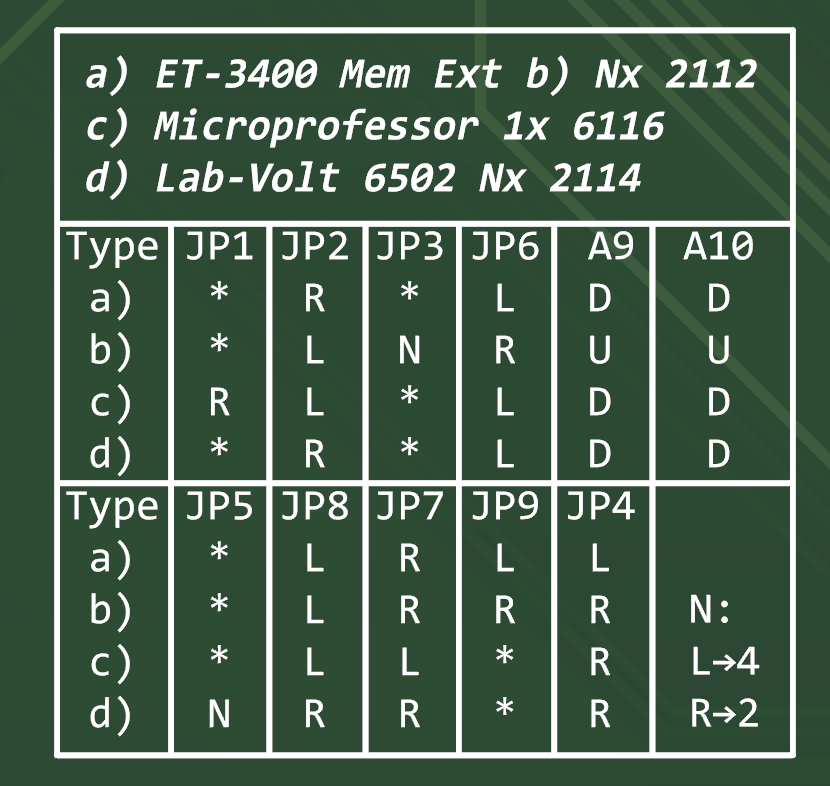 a) ET-3400 Mem Ext b) Nx 2112
c) Microprofessor 1x 6116
d) Lab-Volt 6502 Nx 2114
Type JP1 JP2 JP3 JP6 A9 A10
a) * R * L D D
b) * L N R U U
c) R L * L D D
d) * R * L D D
Type JP5 JP8 JP7 JP9 JP4
a) * L R L L
b) * L R R R N:
c) * L L * R L→4
d) N R R * R R→2